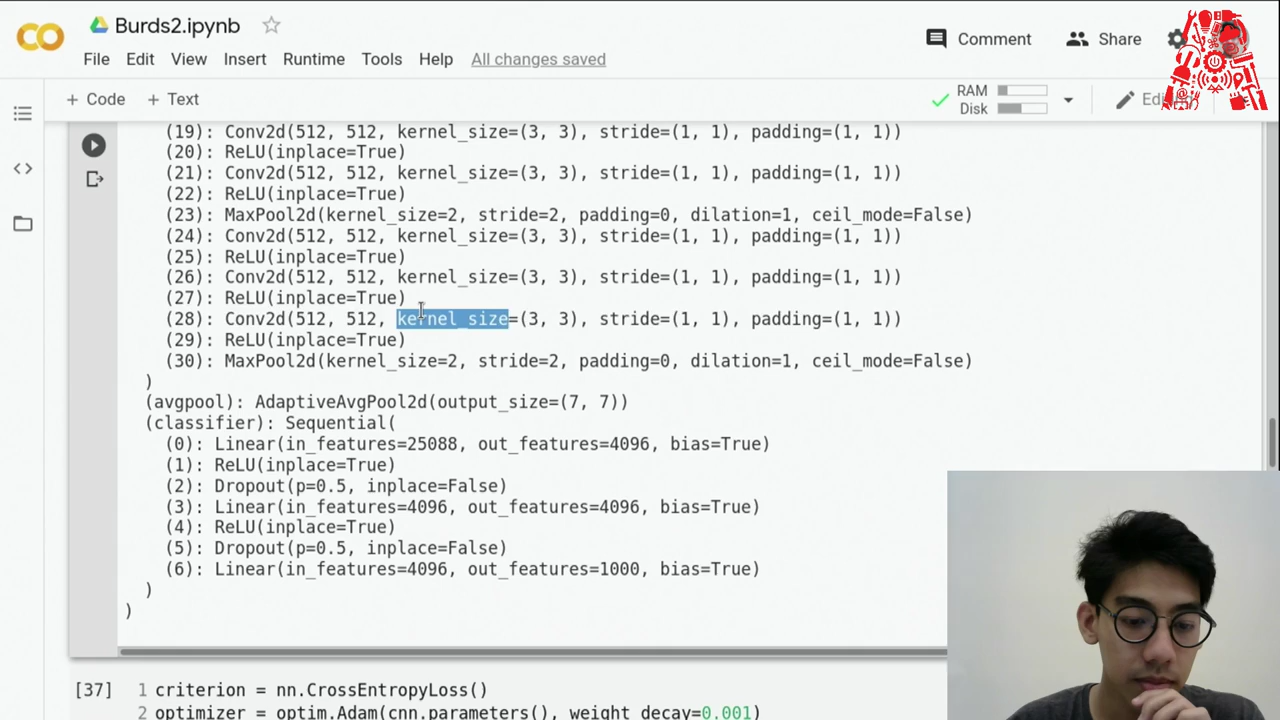 CO Burds2.ipynb
File Edit View Insert Runtime Tools Help All changes saved
Comment Share
+ Code + Text
RAM
Disk
(19): Conv2d(512, 512, kernel_size=(3, 3), stride=(1, 1), padding=(1, 1))
(20): ReLU(inplace=True)
(21): Conv2d(512, 512, kernel_size=(3, 3), stride=(1, 1), padding=(1, 1))
(22): ReLU(inplace=True)
(23): MaxPool2d(kernel_size=2, stride=2, padding=0, dilation=1, ceil_mode=False)
(24): Conv2d(512, 512, kernel_size=(3, 3), stride=(1, 1), padding=(1, 1))
(25): ReLU(inplace=True)
(26): Conv2d(512, 512, kernel_size=(3, 3), stride=(1, 1), padding=(1, 1))
(27): ReLU(inplace=True)
(28): Conv2d(512, 512, kernel_size=(3, 3), stride=(1, 1), padding=(1, 1))
(29): ReLU(inplace=True)
(30): MaxPool2d(kernel_size=2, stride=2, padding=0, dilation=1, ceil_mode=False)
)
(avgpool): AdaptiveAvgPool2d(output_size=(7, 7))
(classifier): Sequential(
(0): Linear(in_features=25088, out_features=4096, bias=True)
(1): ReLU(inplace=True)
(2): Dropout(p=0.5, inplace=False)
(3): Linear(in_features=4096, out_features=4096, bias=True)
(4): ReLU(inplace=True)
(5): Dropout(p=0.5, inplace=False)
(6): Linear(in_features=4096, out_features=1000, bias=True)
)
)
[37] 1 criterion = nn.CrossEntropyLoss()
2 optimizer = optim.Adam(cnn.parameters(), weight_decay=0.001)